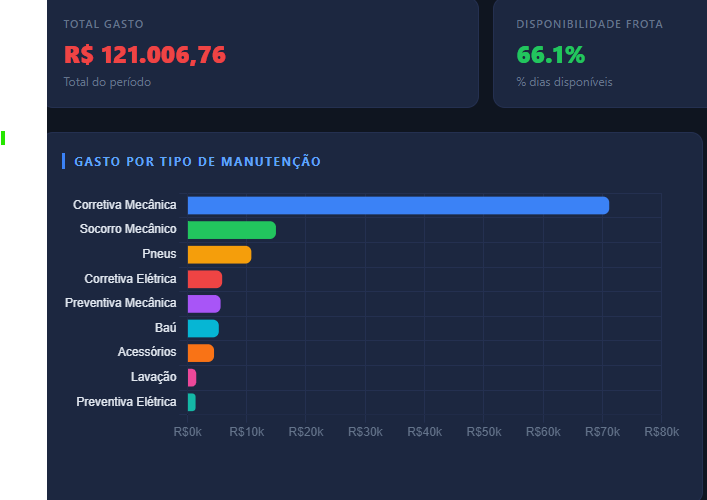 TOTAL GASTO
R$ 121.006,76
Total do período
DISPONIBILIDADE FROTA
66.1%
% dias disponíveis
GASTO POR TIPO DE MANUTENÇÃO
Corretiva Mecânica
Socorro Mecânico
Pneus
Corretiva Elétrica
Preventiva Mecânica
Baú
Acessórios
Lavação
Preventiva Elétrica
R$0k R$10k R$20k R$30k R$40k R$50k R$60k R$70k R$80k